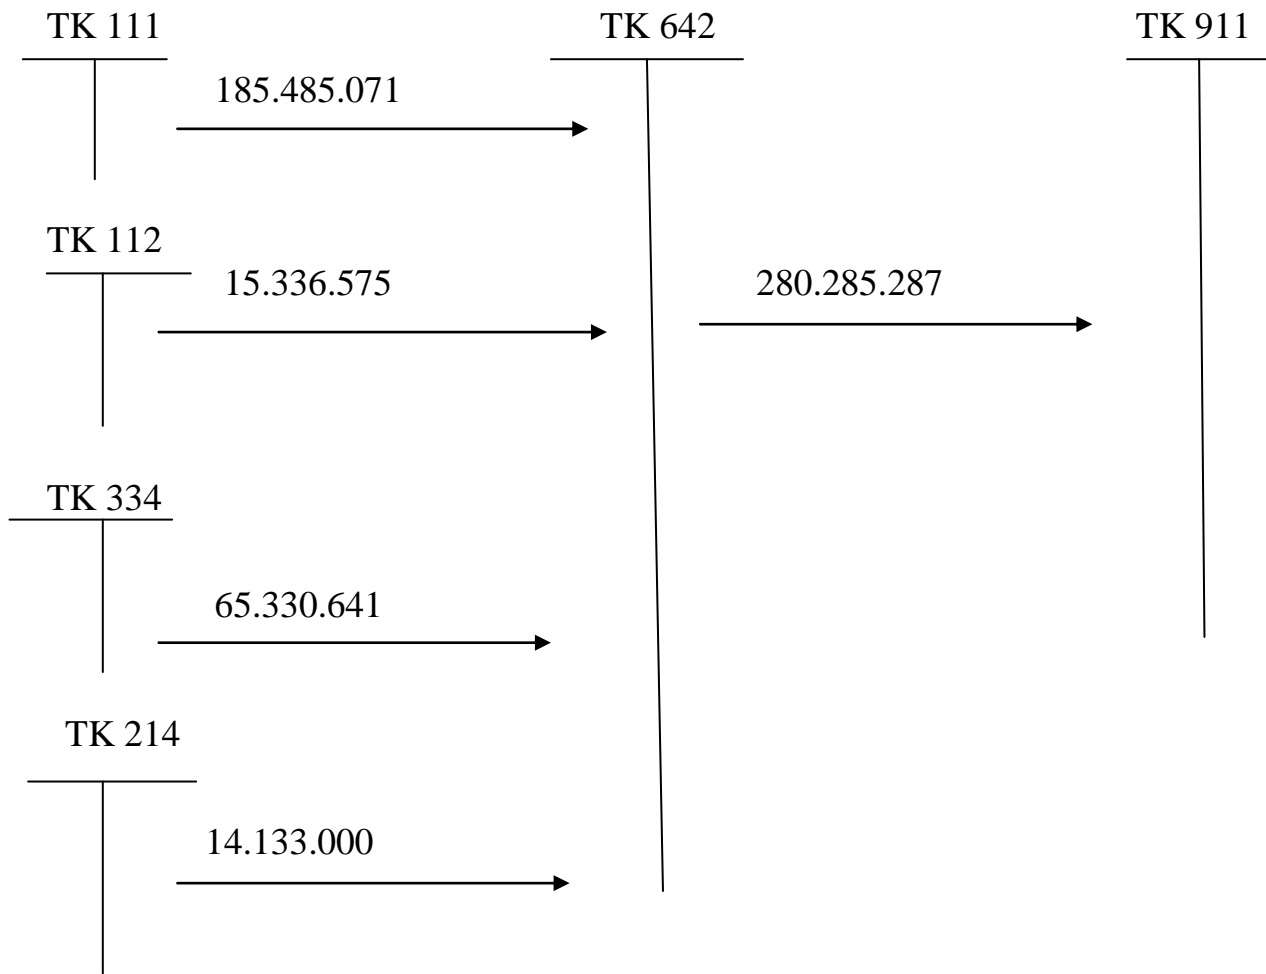 TK 111
TK 642
TK 911
185.485.071
TK 112
15.336.575
280.285.287
TK 334
65.330.641
TK 214
14.133.000